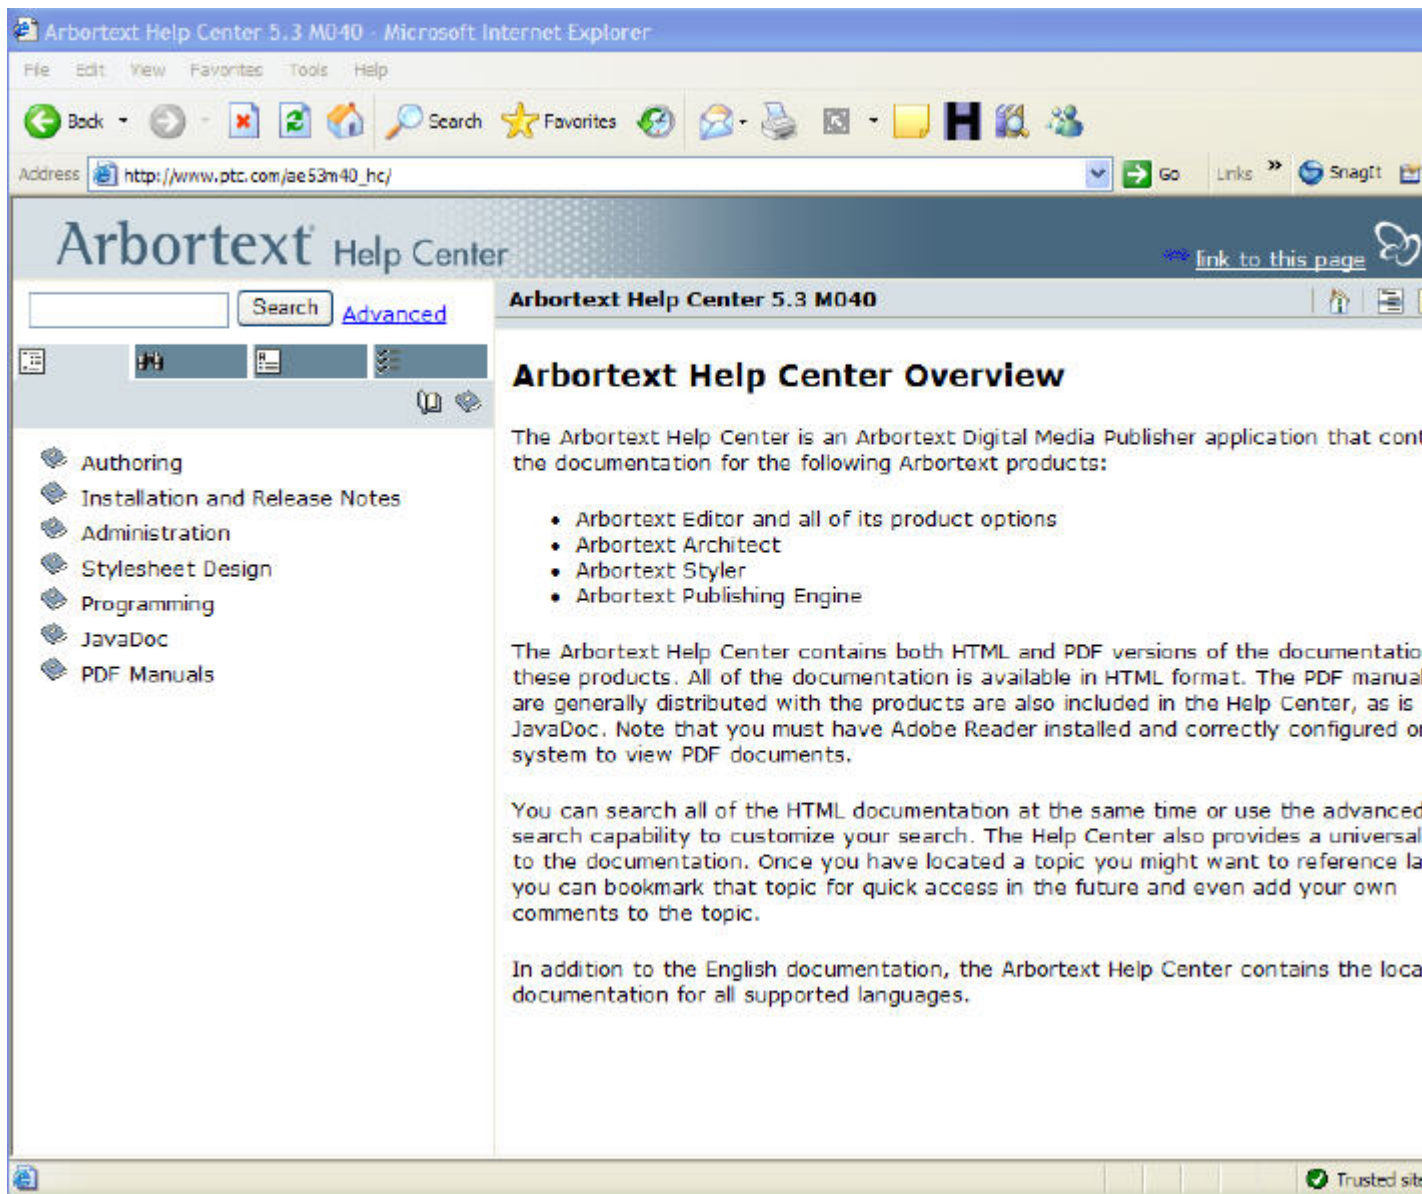 Arbortext Help Center 5.3 M040 - Microsoft Internet Explorer
File Edit View Favorites Tools Help
Back Search Favorites
Address http://www.ptc.com/ae53m40_hc/ Go Links » SnagIt
Arbortext Help Center
link to this page
Search Advanced
Arbortext Help Center 5.3 M040
Authoring
Installation and Release Notes
Administration
Stylesheet Design
Programming
JavaDoc
PDF Manuals
Arbortext Help Center Overview
The Arbortext Help Center is an Arbortext Digital Media Publisher application that cont
the documentation for the following Arbortext products:
• Arbortext Editor and all of its product options
• Arbortext Architect
• Arbortext Styler
• Arbortext Publishing Engine
The Arbortext Help Center contains both HTML and PDF versions of the documentatio
these products. All of the documentation is available in HTML format. The PDF manual
are generally distributed with the products are also included in the Help Center, as is
JavaDoc. Note that you must have Adobe Reader installed and correctly configured o
system to view PDF documents.
You can search all of the HTML documentation at the same time or use the advanced
search capability to customize your search. The Help Center also provides a universal
to the documentation. Once you have located a topic you might want to reference la
you can bookmark that topic for quick access in the future and even add your own
comments to the topic.
In addition to the English documentation, the Arbortext Help Center contains the loca
documentation for all supported languages.
Trusted site